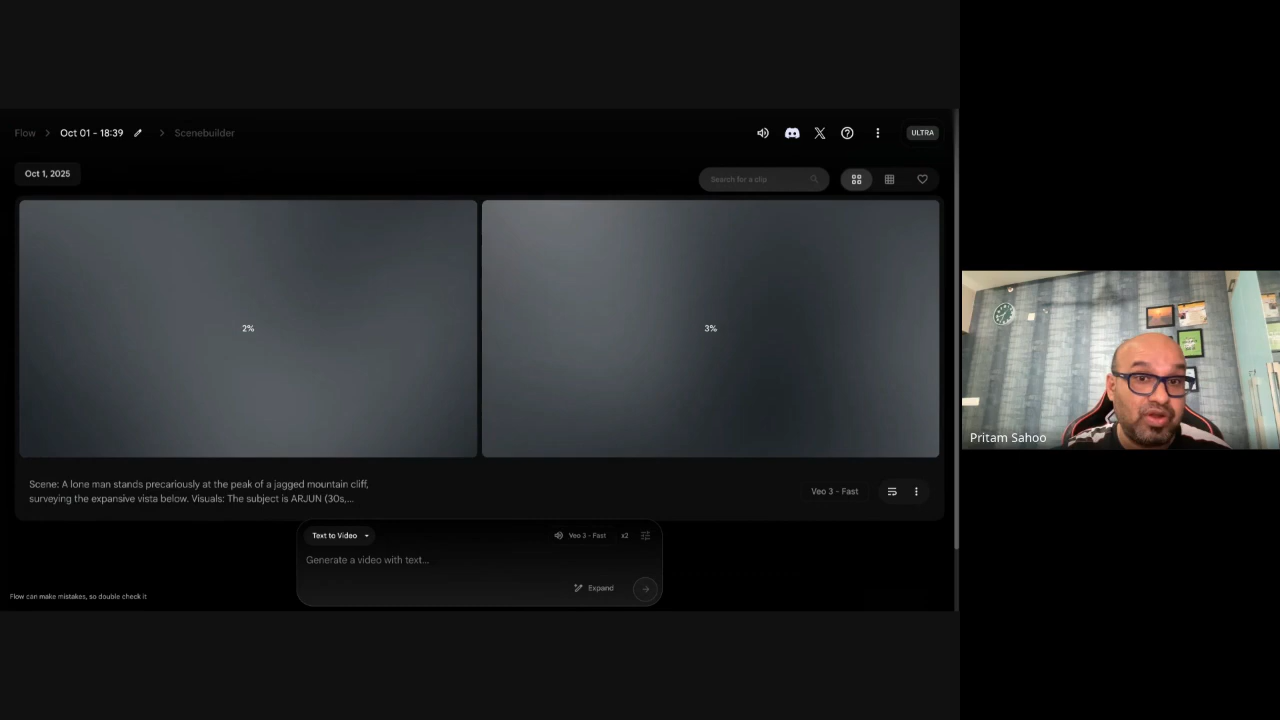 Flow > Oct 01 - 18:39 > Scenebuilder
ULTRA
Oct 1, 2025
Search for a clip
2%
3%
Scene: A lone man stands precariously at the peak of a jagged mountain cliff,
surveying the expansive vista below. Visuals: The subject is ARJUN (30s,...
Veo 3 - Fast
Text to Video
Veo 3 - Fast x2
Generate a video with text...
Expand
Flow can make mistakes, so double check it
Pritam Sahoo